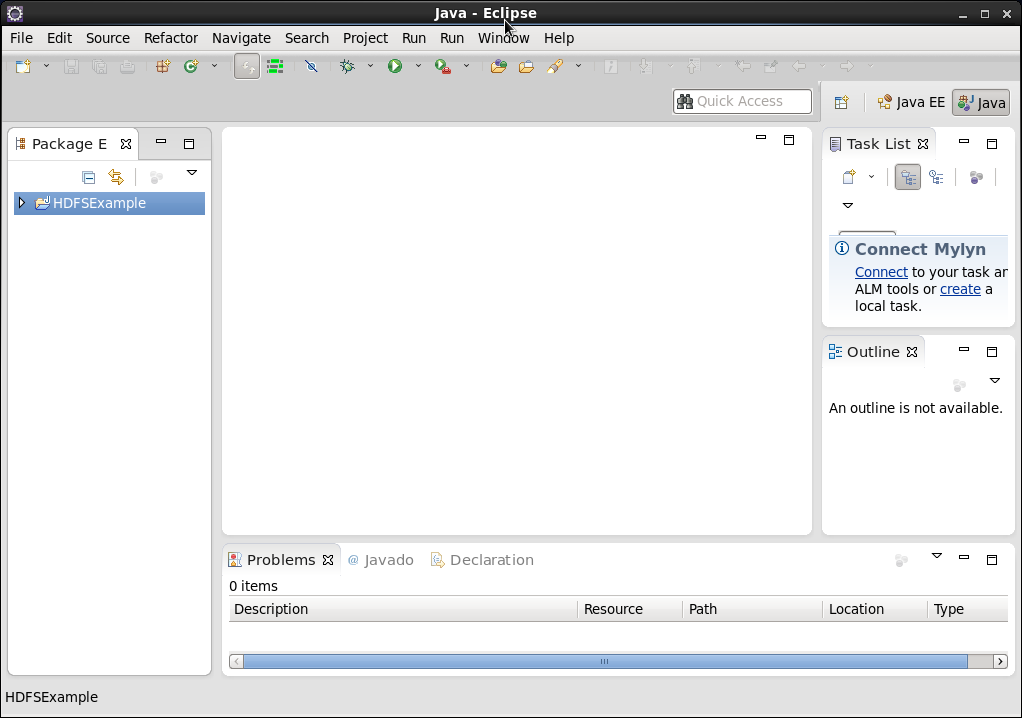 Java - Eclipse
File Edit Source Refactor Navigate Search Project Run Run Window Help
Quick Access
Java EE
Java
Package E
HDFSExample
Task List
Connect Mylyn
Connect to your task ar
ALM tools or create a
local task.
Outline
An outline is not available.
Problems @ Javado Declaration
0 items
Description Resource Path Location Type
HDFSExample